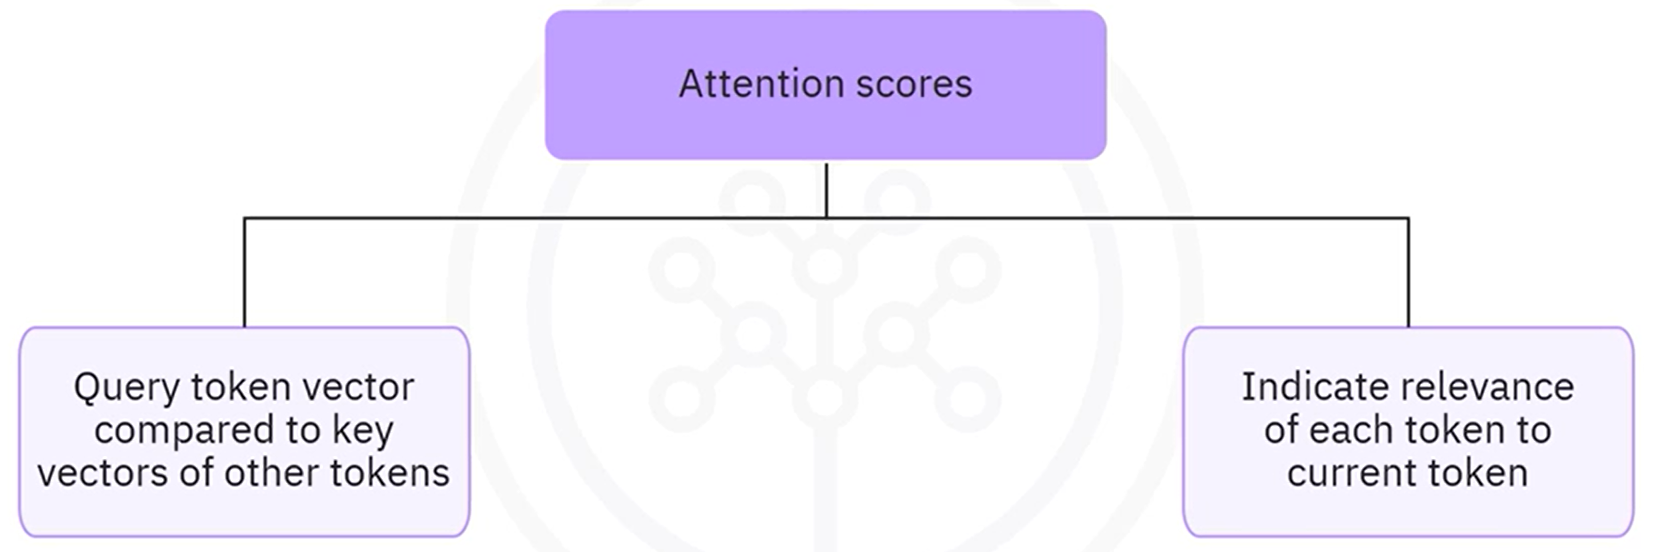 Attention scores
Query token vector
compared to key
vectors of other tokens
Indicate relevance
of each token to
current token